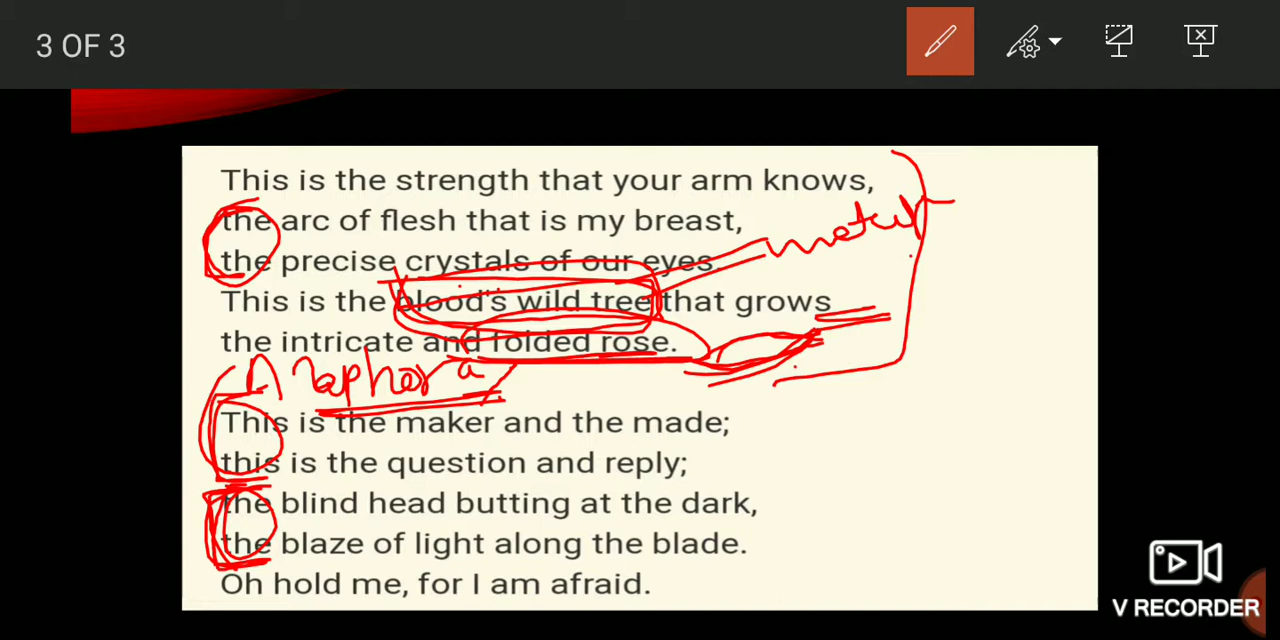 3 OF 3
This is the strength that your arm knows,
the arc of flesh that is my breast,
the precise crystals of our eyes.
This is the blood's wild tree that grows
the intricate and folded rose.
Anaphora
This is the maker and the made;
this is the question and reply;
the blind head butting at the dark,
the blaze of light along the blade.
Oh hold me, for I am afraid.
V RECORDER